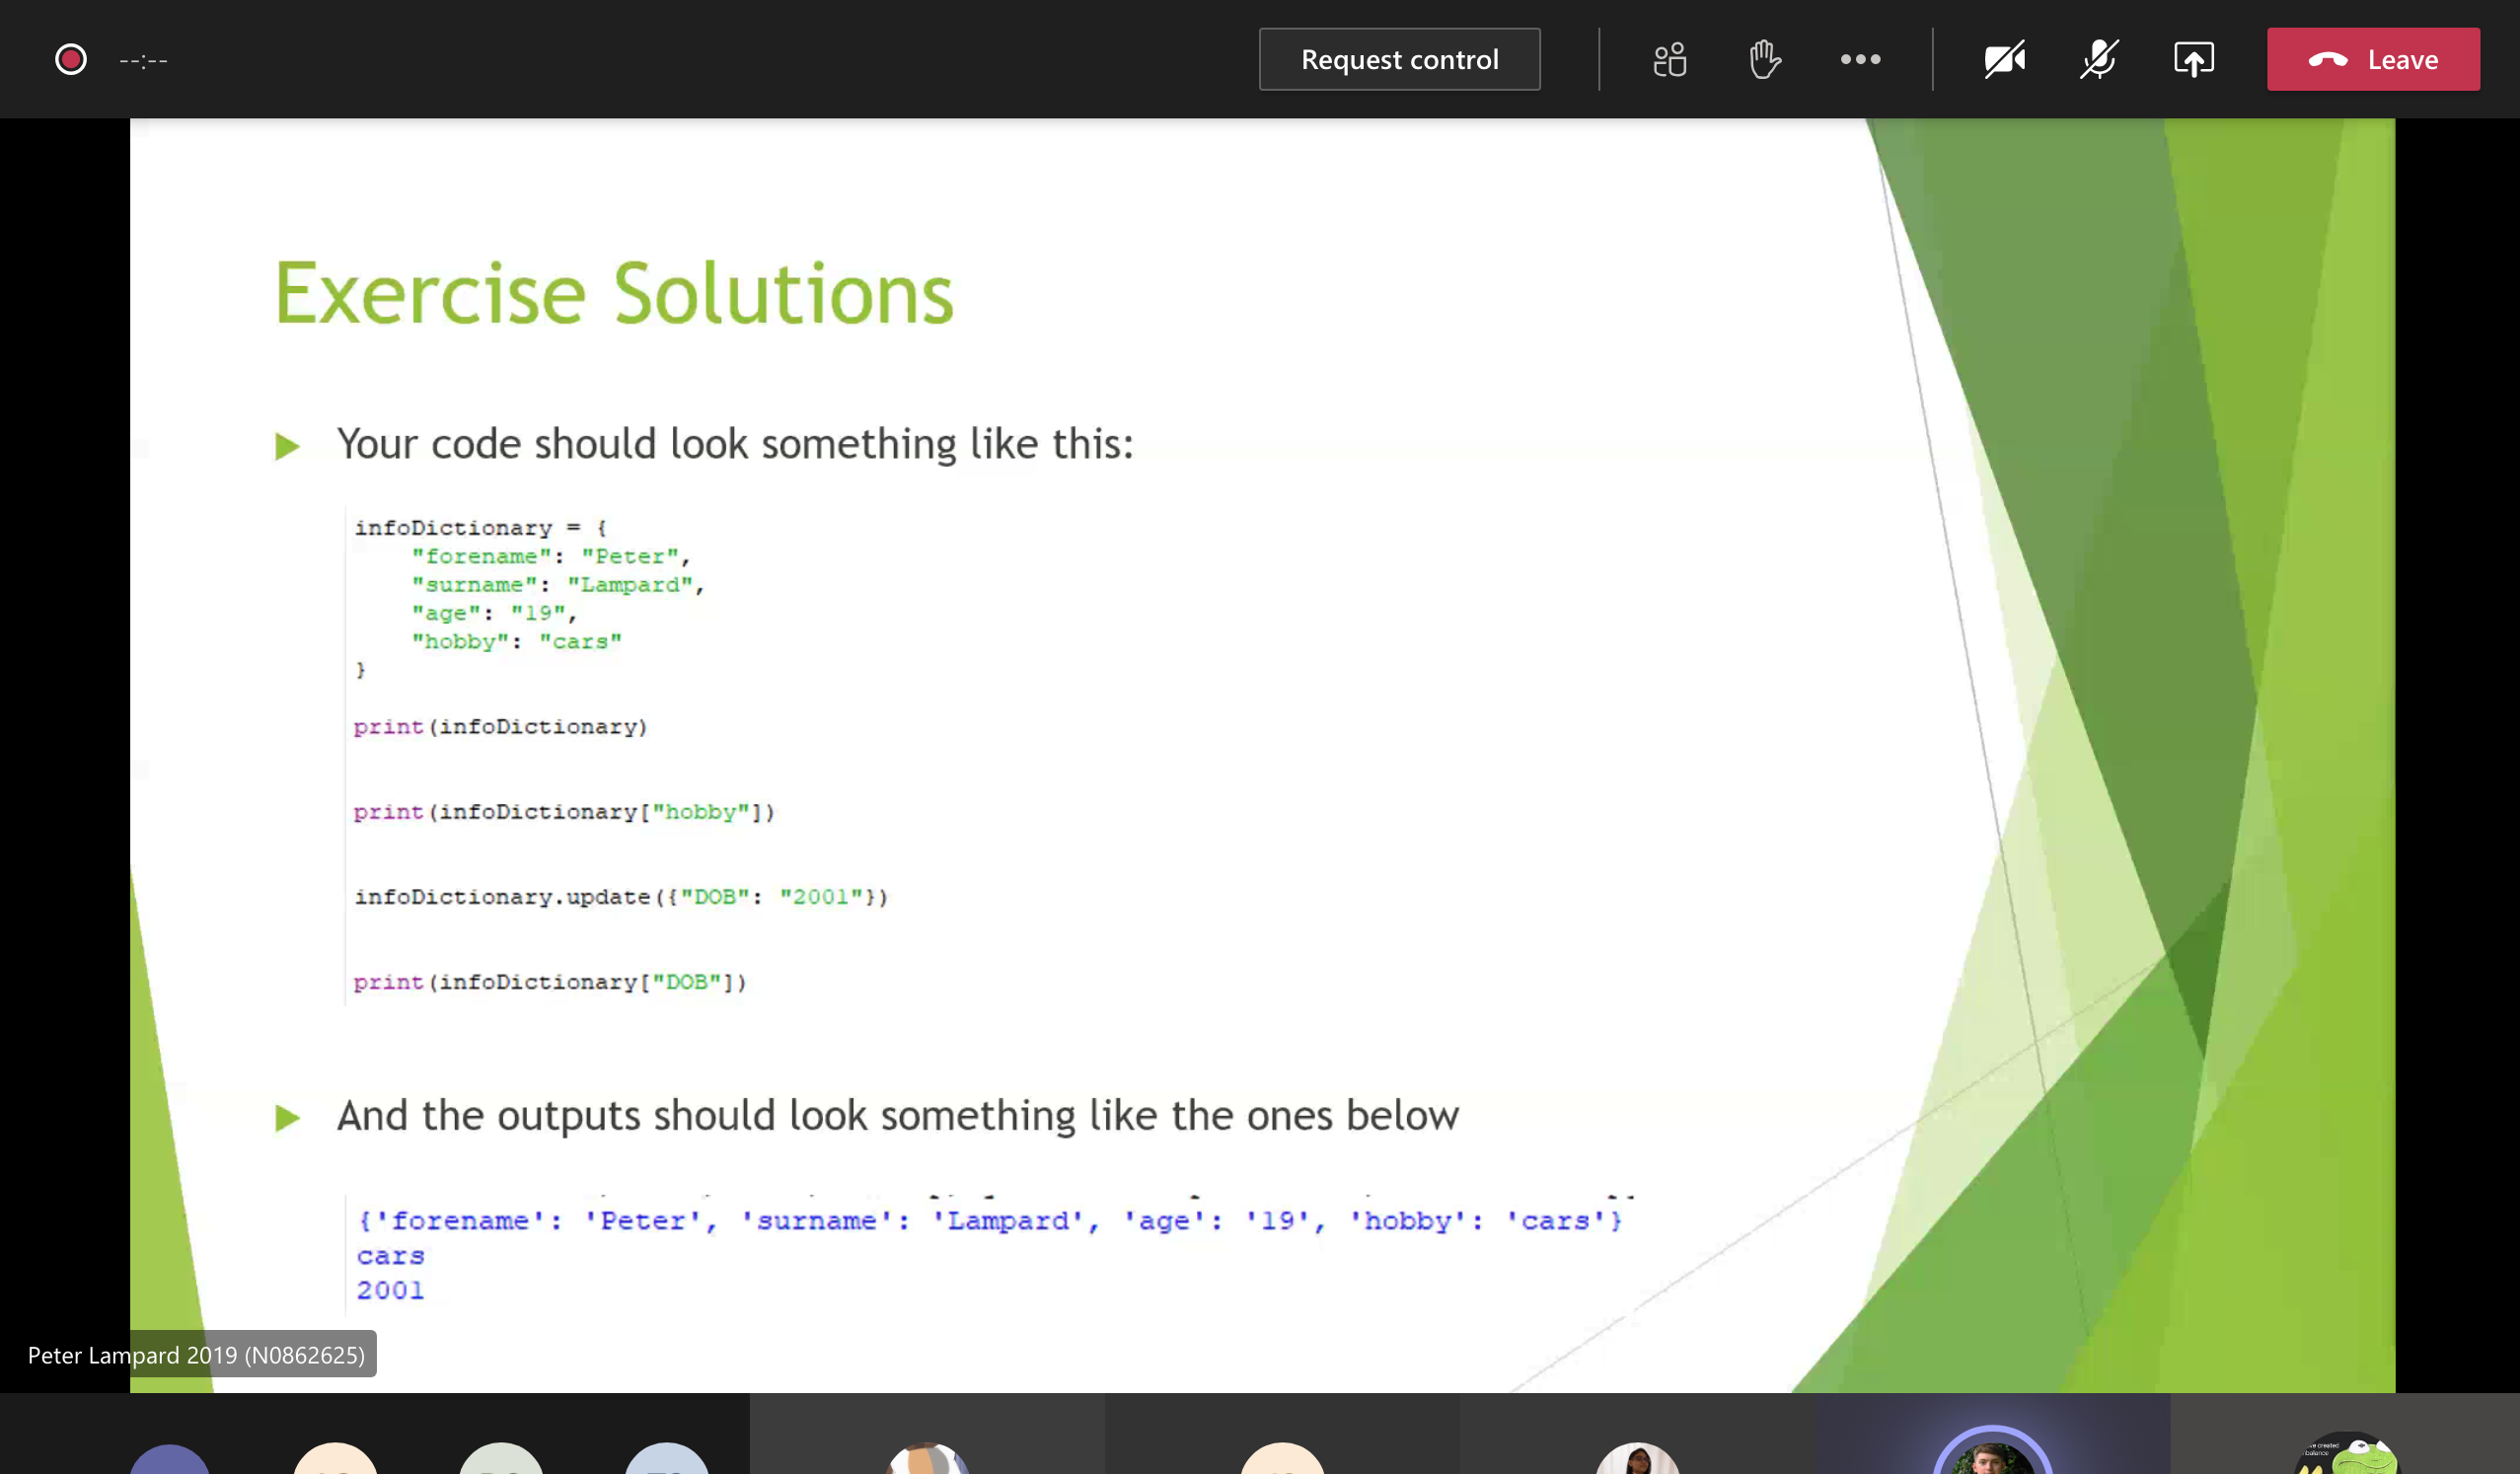 --:--
Request control
Leave
Exercise Solutions
Your code should look something like this:
infoDictionary = {
    "forename": "Peter",
    "surname": "Lampard",
    "age": "19",
    "hobby": "cars"
}
print(infoDictionary)
print(infoDictionary["hobby"])
infoDictionary.update({"DOB": "2001"})
print(infoDictionary["DOB"])
And the outputs should look something like the ones below
{'forename': 'Peter', 'surname': 'Lampard', 'age': '19', 'hobby': 'cars'}
cars
2001
Peter Lampard 2019 (N0862625)
created
balance